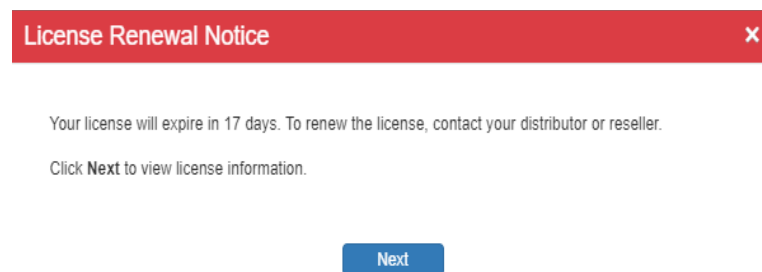 License Renewal Notice ×
Your license will expire in 17 days. To renew the license, contact your distributor or reseller.
Click Next to view license information.
Next